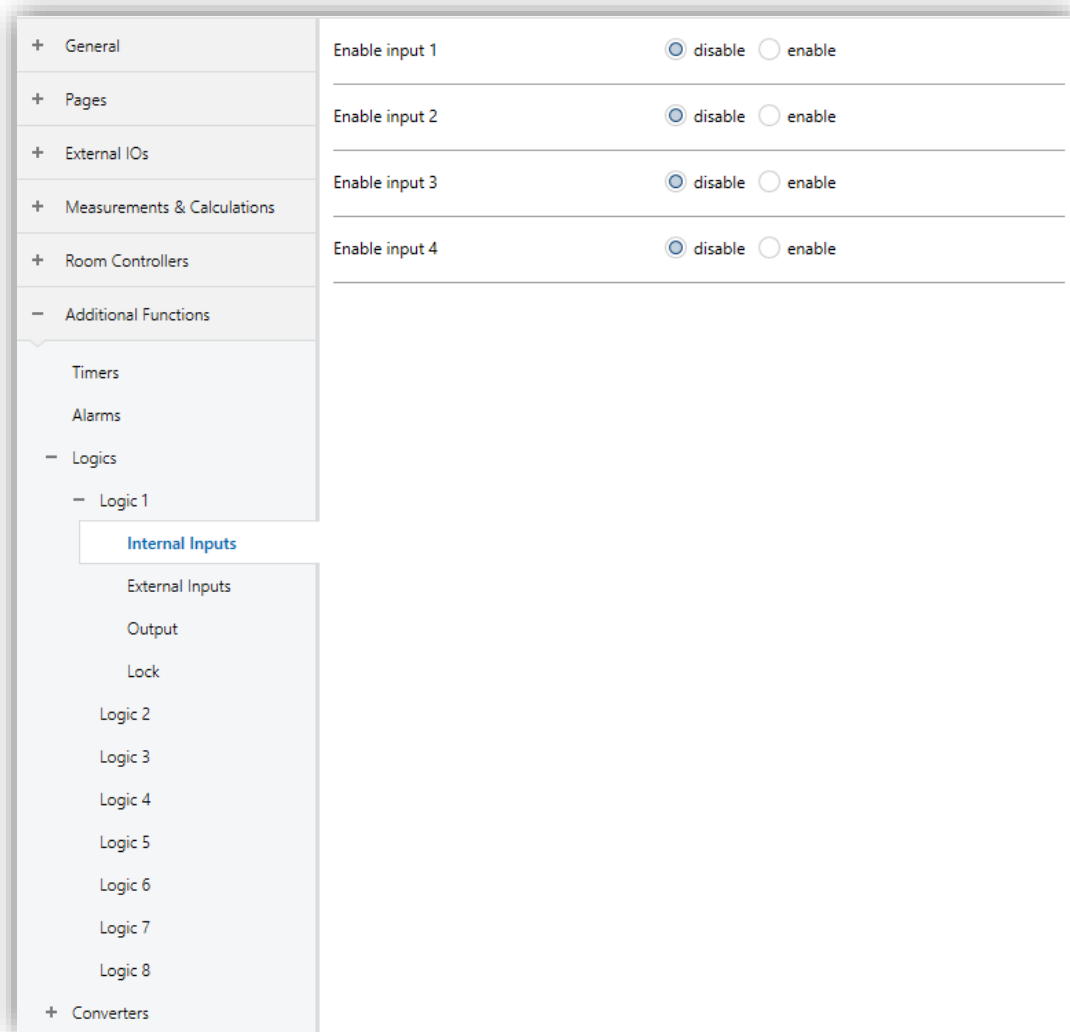 General
Pages
External IOs
Measurements & Calculations
Room Controllers
Additional Functions
Timers
Alarms
Logics
Logic 1
Internal Inputs
External Inputs
Output
Lock
Logic 2
Logic 3
Logic 4
Logic 5
Logic 6
Logic 7
Logic 8
Converters
Enable input 1 disable enable
Enable input 2 disable enable
Enable input 3 disable enable
Enable input 4 disable enable